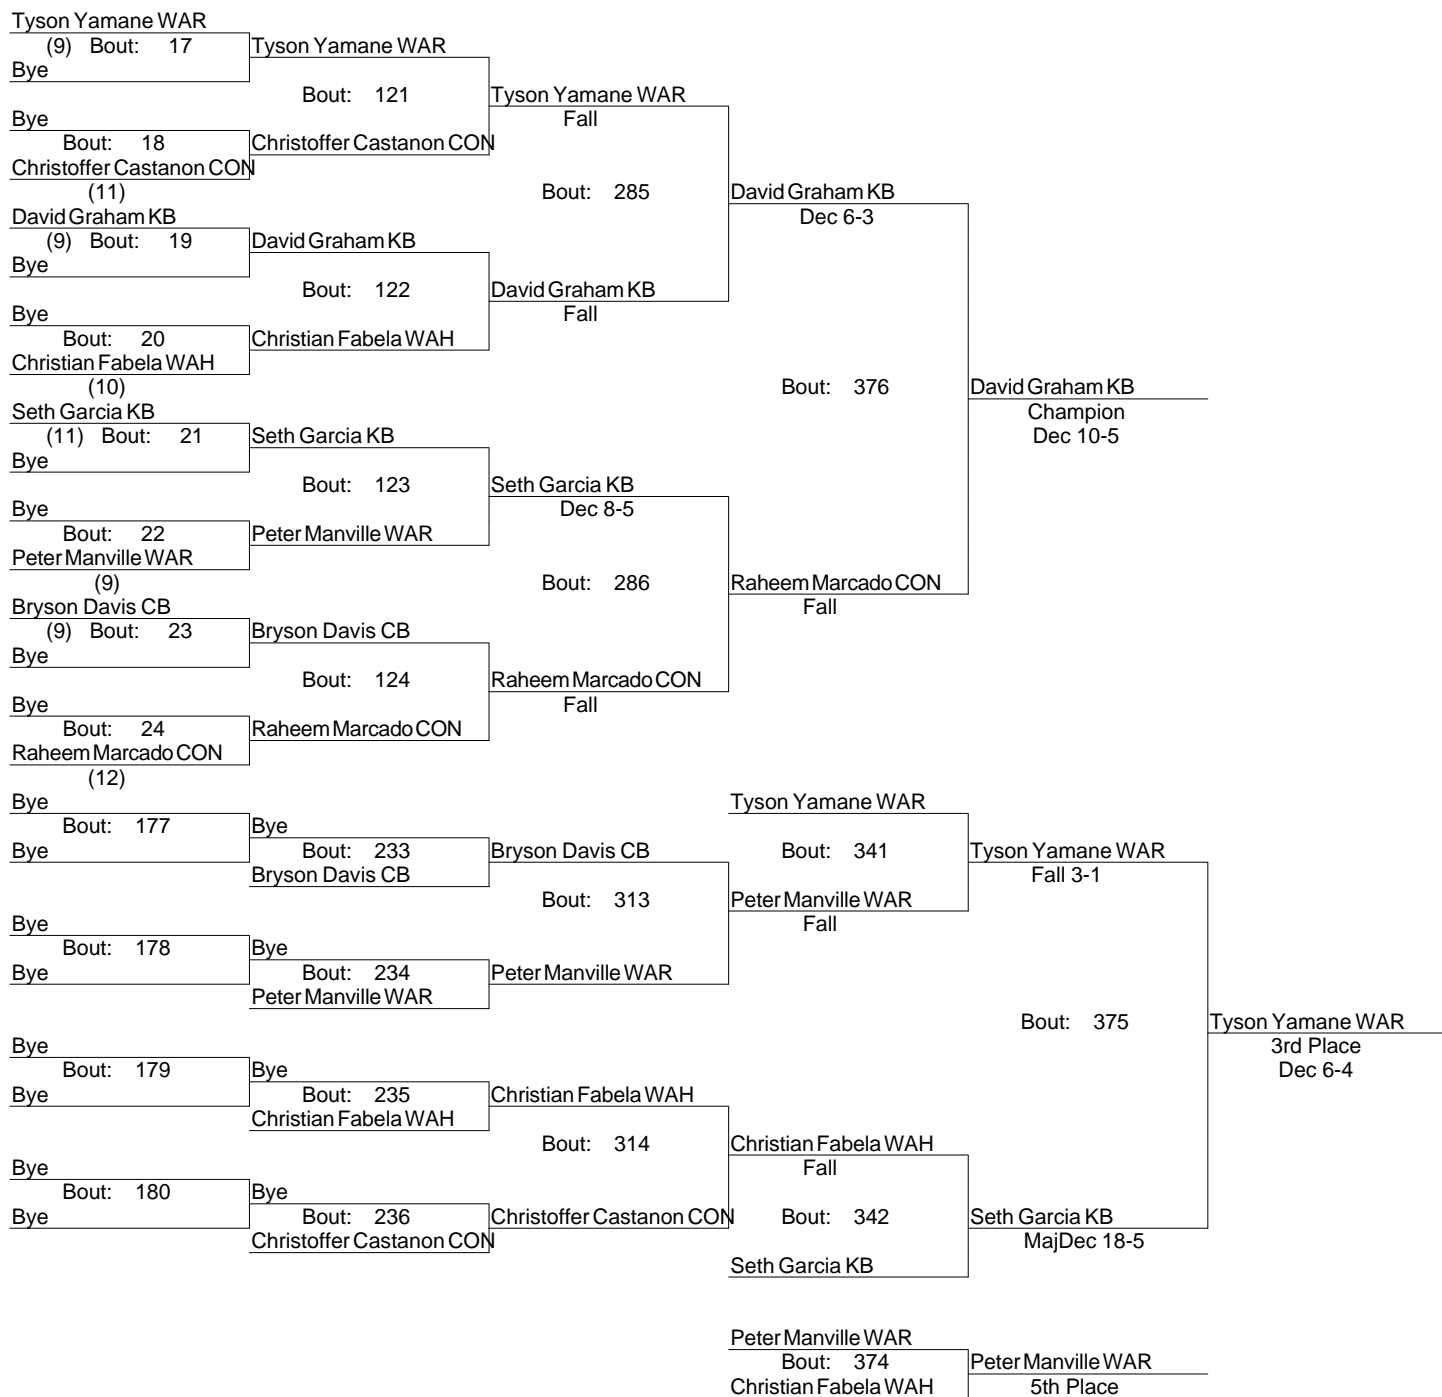 Tyson Yamane WAR
(9) Bout: 17
Tyson Yamane WAR
Bye
Bout: 121
Tyson Yamane WAR
Bye
Fall
Bout: 18
Christoffer Castanon CON
Christoffer Castanon CON
(11)
Bout: 285
David Graham KB
David Graham KB
Dec 6-3
(9) Bout: 19
David Graham KB
Bye
Bout: 122
David Graham KB
Bye
Fall
Bout: 20
Christian Fabela WAH
Christian Fabela WAH
(10)
Bout: 376
David Graham KB
Seth Garcia KB
Champion
(11) Bout: 21
Seth Garcia KB
Dec 10-5
Bye
Bout: 123
Seth Garcia KB
Bye
Dec 8-5
Bout: 22
Peter Manville WAR
Peter Manville WAR
(9)
Bout: 286
Raheem Marcado CON
Bryson Davis CB
Fall
(9) Bout: 23
Bryson Davis CB
Bye
Bout: 124
Raheem Marcado CON
Bye
Fall
Bout: 24
Raheem Marcado CON
Raheem Marcado CON
(12)
Bye
Tyson Yamane WAR
Bout: 177
Bye
Bye
Bout: 233
Bryson Davis CB
Bout: 341
Tyson Yamane WAR
Bryson Davis CB
Fall 3-1
Bout: 313
Peter Manville WAR
Bye
Fall
Bout: 178
Bye
Bye
Bout: 234
Peter Manville WAR
Peter Manville WAR
Bout: 375
Tyson Yamane WAR
Bye
3rd Place
Bout: 179
Bye
Dec 6-4
Bye
Bout: 235
Christian Fabela WAH
Christian Fabela WAH
Bout: 314
Christian Fabela WAH
Bye
Fall
Bout: 180
Bye
Bye
Bout: 236
Christoffer Castanon CON
Bout: 342
Seth Garcia KB
Christoffer Castanon CON
MajDec 18-5
Seth Garcia KB
Peter Manville WAR
Bout: 374
Peter Manville WAR
Christian Fabela WAH
5th Place